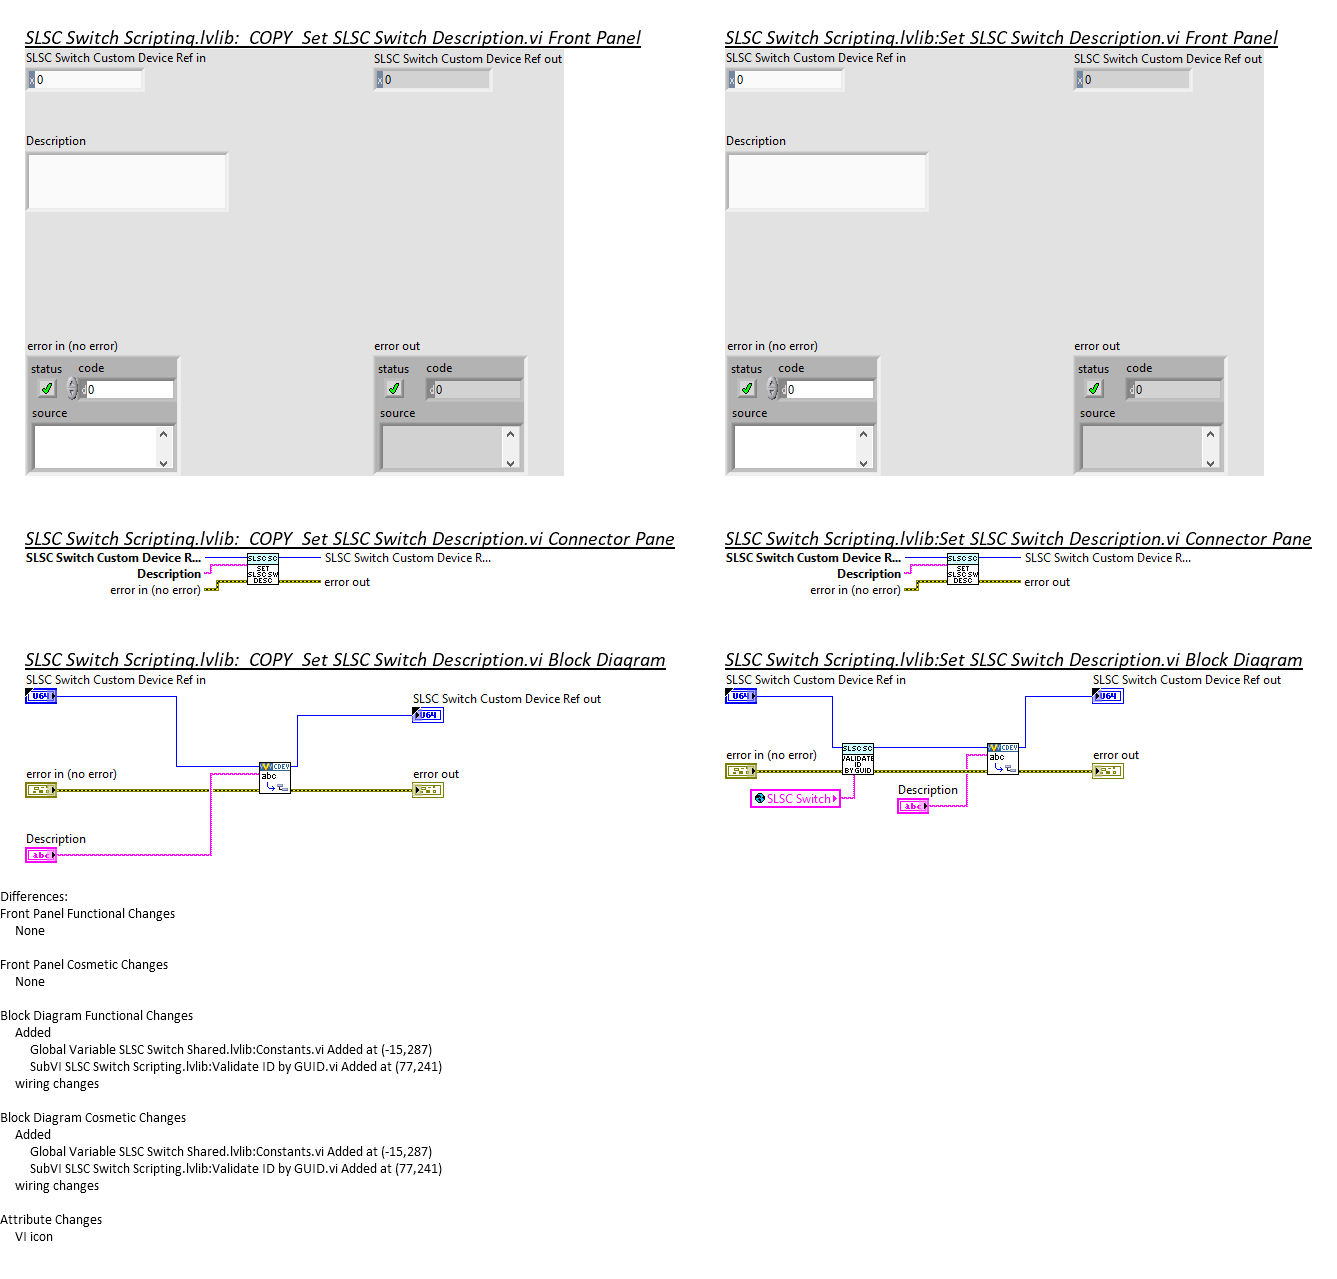 SLSC Switch Scripting.lvlib:  COPY  Set SLSC Switch Description.vi Front Panel
SLSC Switch Custom Device Ref in
SLSC Switch Custom Device Ref out
x 0
x 0
Description
error in (no error)
error out
status
code
status
code
d 0
d 0
source
source
SLSC Switch Scripting.lvlib:Set SLSC Switch Description.vi Front Panel
SLSC Switch Custom Device Ref in
SLSC Switch Custom Device Ref out
x 0
x 0
Description
error in (no error)
error out
status
code
status
code
d 0
d 0
source
source
SLSC Switch Scripting.lvlib:  COPY  Set SLSC Switch Description.vi Connector Pane
SLSC Switch Custom Device R...
Description
error in (no error)
SLSC SC
SET
SLSC SW
DESC
SLSC Switch Custom Device R...
error out
SLSC Switch Scripting.lvlib:Set SLSC Switch Description.vi Connector Pane
SLSC Switch Custom Device R...
Description
error in (no error)
SLSC SC
SET
SLSC SW
DESC
SLSC Switch Custom Device R...
error out
SLSC Switch Scripting.lvlib:  COPY  Set SLSC Switch Description.vi Block Diagram
SLSC Switch Custom Device Ref in
U64
SLSC Switch Custom Device Ref out
U64
CDEV
abc
error in (no error)
error out
Description
abc
SLSC Switch Scripting.lvlib:Set SLSC Switch Description.vi Block Diagram
SLSC Switch Custom Device Ref in
U64
SLSC Switch Custom Device Ref out
U64
SLSC SC
VALIDATE
ID
BY GUID
CDEV
abc
error in (no error)
error out
SLSC Switch
Description
abc
Differences:
Front Panel Functional Changes
None
Front Panel Cosmetic Changes
None
Block Diagram Functional Changes
Added
Global Variable SLSC Switch Shared.lvlib:Constants.vi Added at (-15,287)
SubVI SLSC Switch Scripting.lvlib:Validate ID by GUID.vi Added at (77,241)
wiring changes
Block Diagram Cosmetic Changes
Added
Global Variable SLSC Switch Shared.lvlib:Constants.vi Added at (-15,287)
SubVI SLSC Switch Scripting.lvlib:Validate ID by GUID.vi Added at (77,241)
wiring changes
Attribute Changes
VI icon